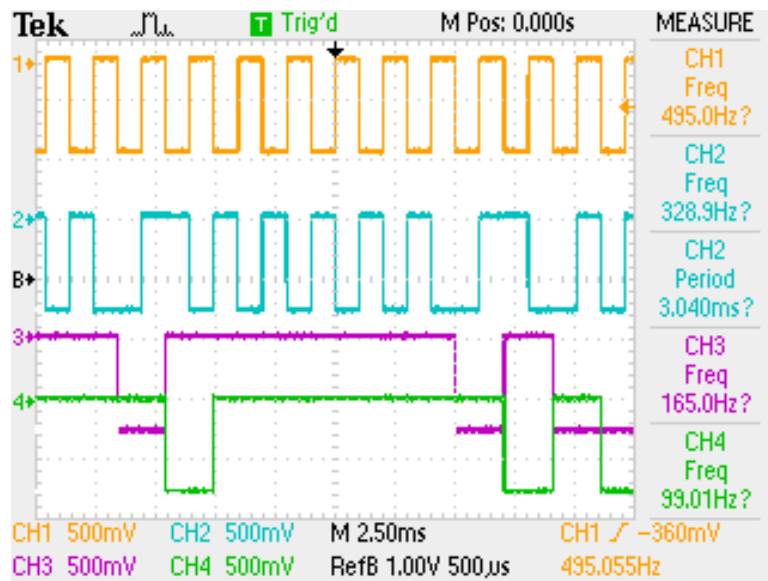 Tek T Trig'd M Pos: 0.000s MEASURE
1
CH1
Freq
495.0Hz?
CH2
Freq
328.9Hz?
2
CH2
Period
3.040ms?
B
3
CH3
Freq
165.0Hz?
4
CH4
Freq
99.01Hz?
CH1 500mV CH2 500mV M 2.50ms CH1 -360mV
CH3 500mV CH4 500mV RefB 1.00V 500µs 495.055Hz